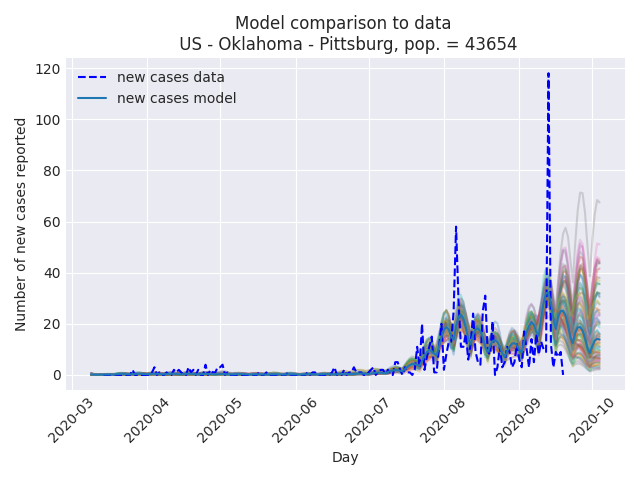 Model comparison to data
US - Oklahoma - Pittsburg, pop. = 43654
new cases data
new cases model
Number of new cases reported
120
100
80
60
40
20
0
2020-03
2020-04
2020-05
2020-06
2020-07
2020-08
2020-09
2020-10
Day